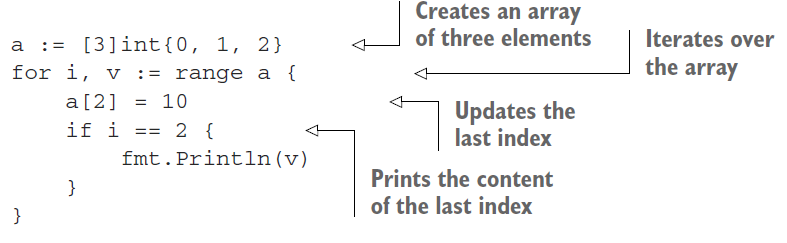 a := [3]int{0, 1, 2}
for i, v := range a {
    a[2] = 10
    if i == 2 {
        fmt.Println(v)
    }
}
Creates an array
of three elements
Iterates over
the array
Updates the
last index
Prints the content
of the last index